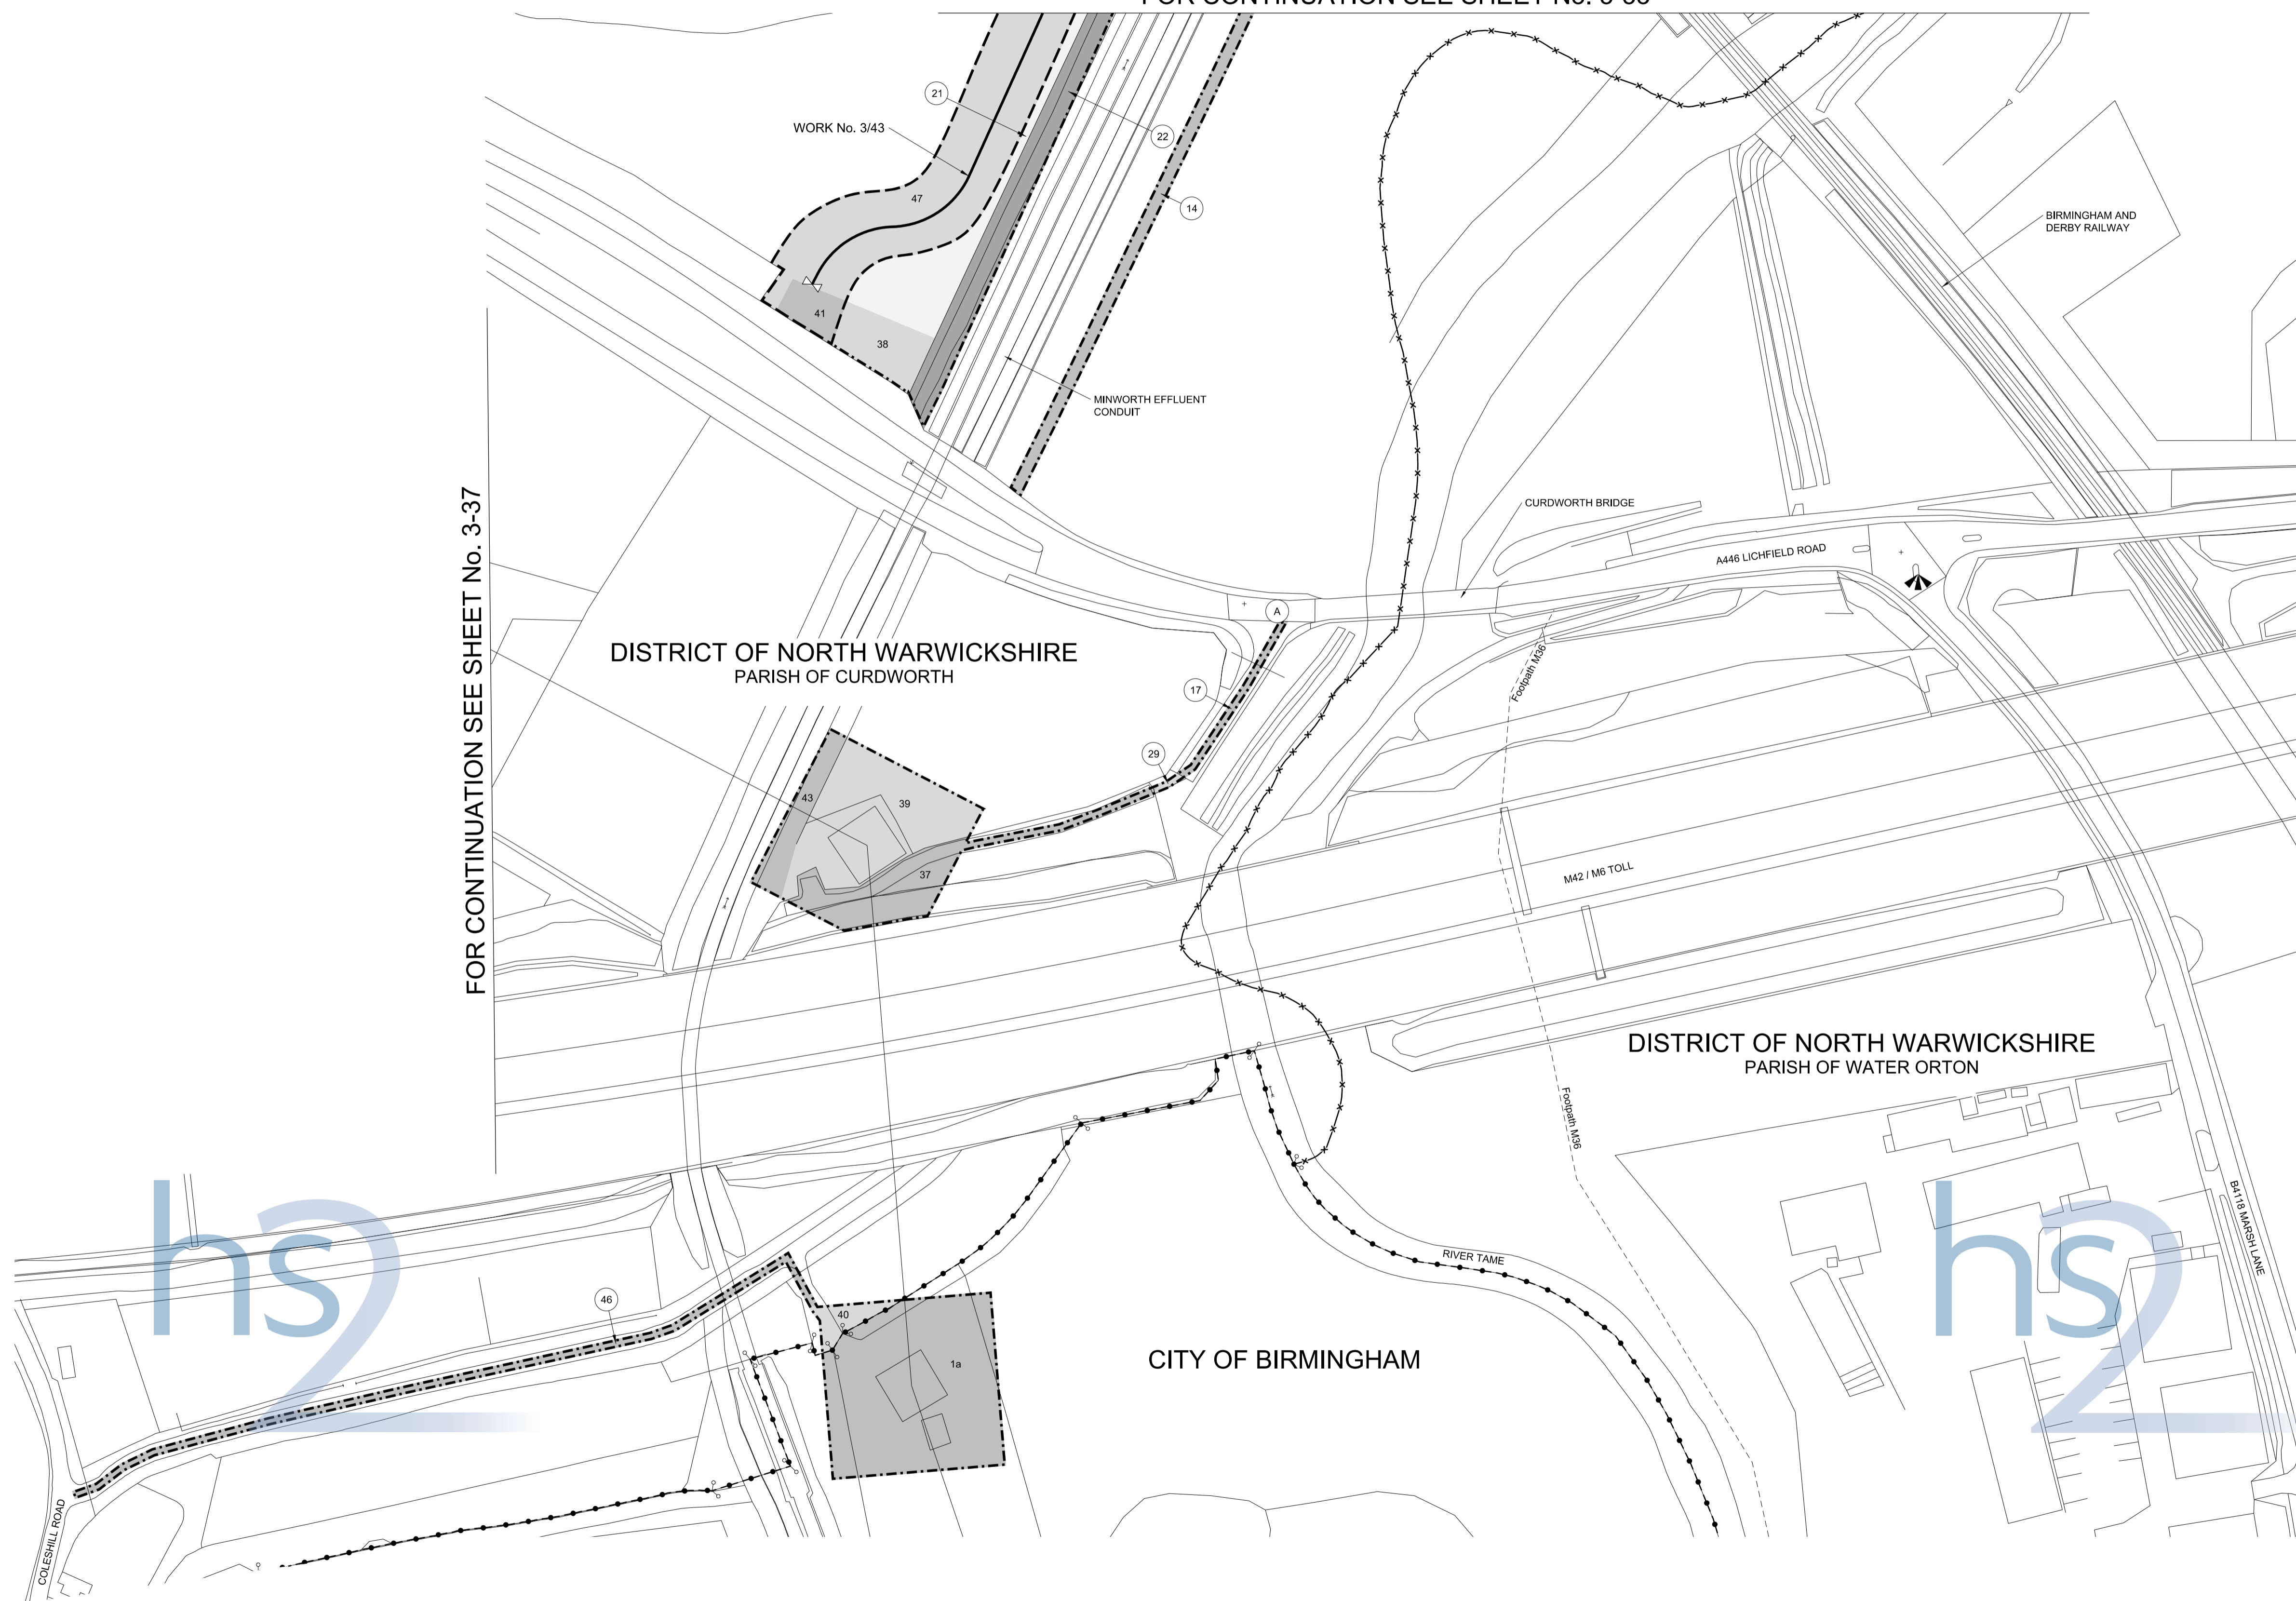 21
WORK No. 3/43
22
47
14
BIRMINGHAM AND
DERBY RAILWAY
41
38
MINWORTH EFFLUENT
CONDUIT
FOR CONTINUATION SEE SHEET No. 3-37
CURDWORTH BRIDGE
A446 LICHFIELD ROAD
A
DISTRICT OF NORTH WARWICKSHIRE
PARISH OF CURDWORTH
Footpath M36
17
29
43
39
37
M42 / M6 TOLL
DISTRICT OF NORTH WARWICKSHIRE
PARISH OF WATER ORTON
Footpath M36
B4118 MARSH LANE
hs2
hs2
RIVER TAME
46
40
1a
CITY OF BIRMINGHAM
COLESHILL ROAD